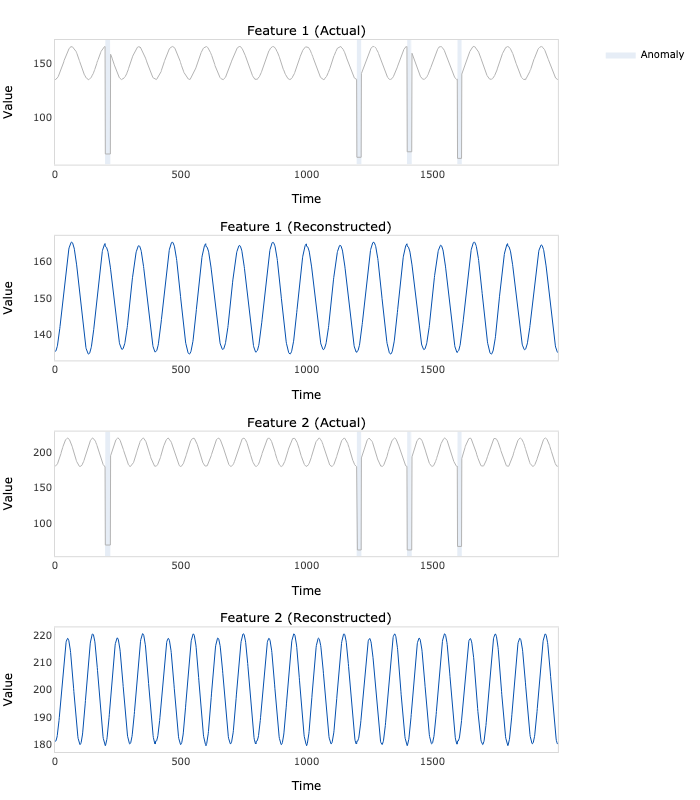 Feature 1 (Actual)
Anomaly
150
100
Value
0 500 1000 1500
Time
Feature 1 (Reconstructed)
160
150
140
Value
0 500 1000 1500
Time
Feature 2 (Actual)
200
150
100
Value
0 500 1000 1500
Time
Feature 2 (Reconstructed)
220
210
200
190
180
Value
0 500 1000 1500
Time